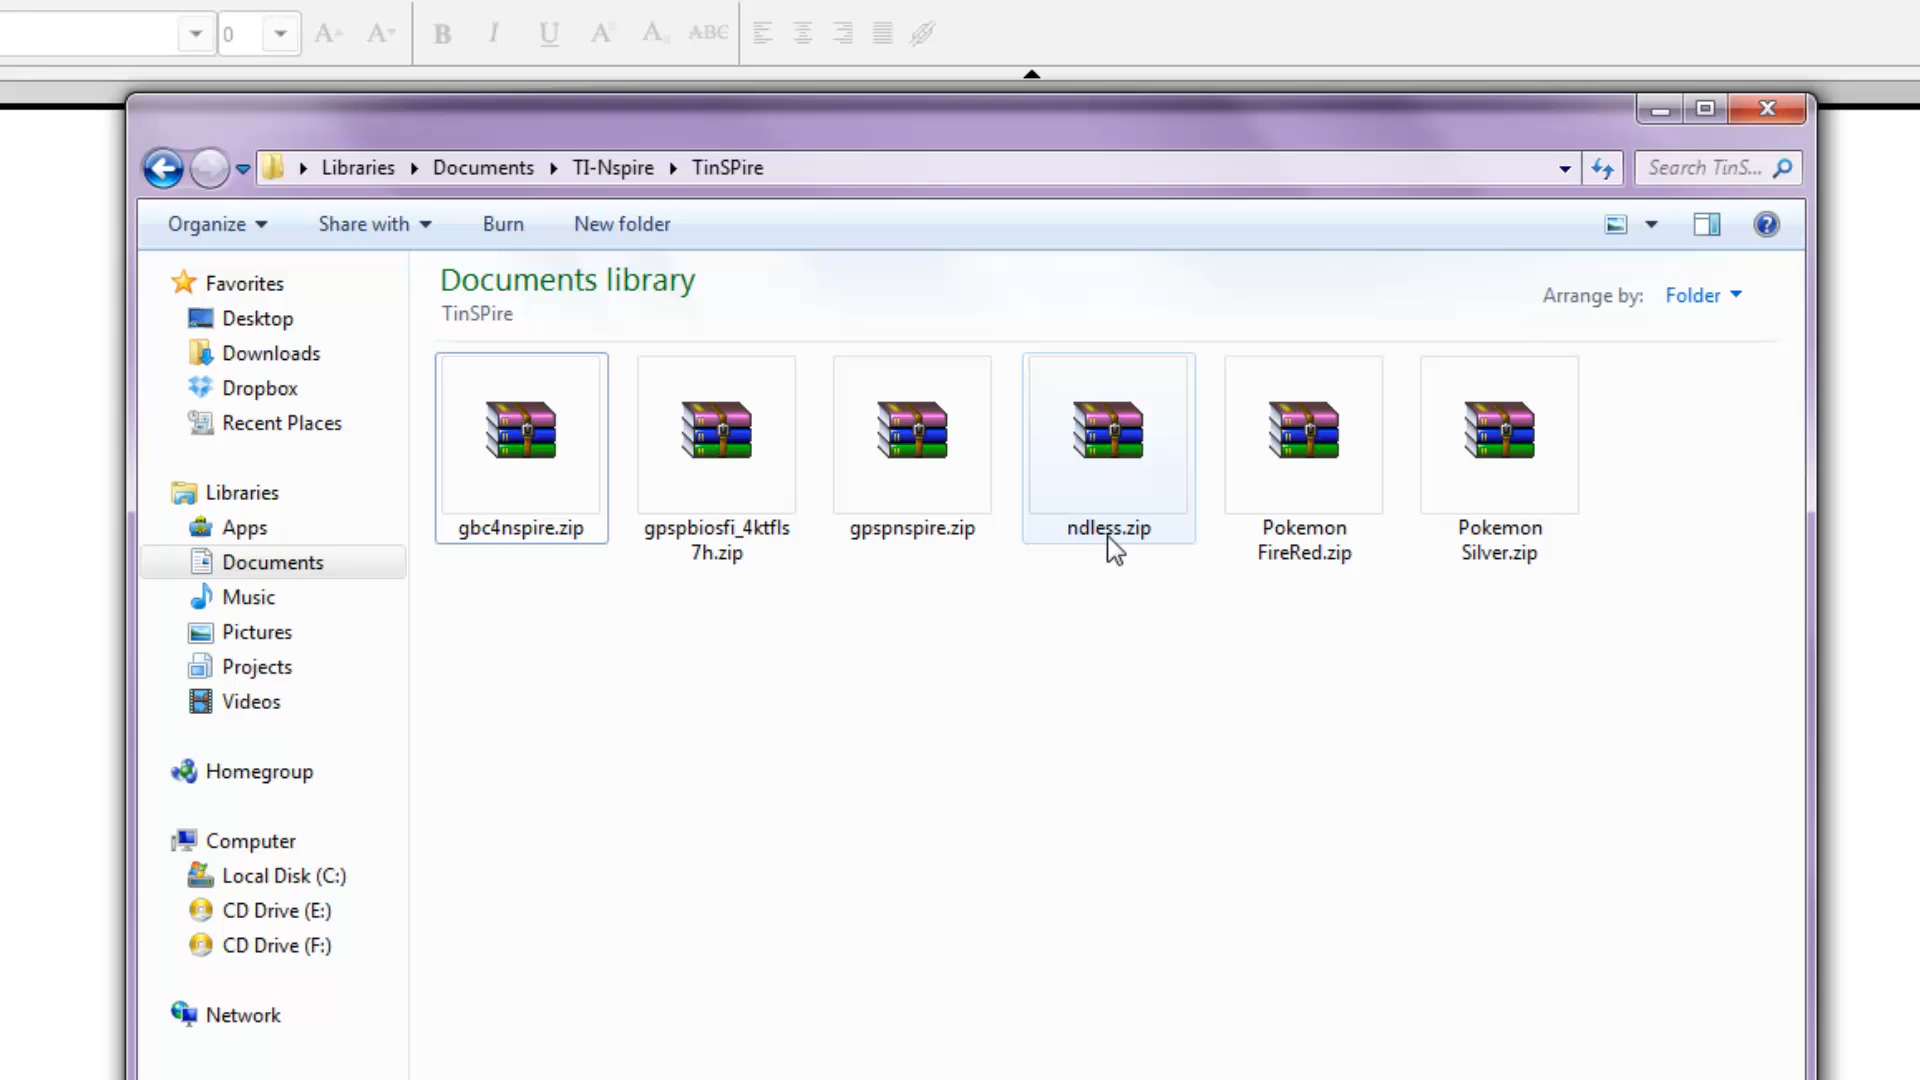 0
A
A
B
I
U
A
A
ABC
Libraries
Documents
TI-Nspire
TinSPire
Search TinS...
Organize
Share with
Burn
New folder
?
Favorites
Desktop
Downloads
Dropbox
Recent Places
Libraries
Apps
Documents
Music
Pictures
Projects
Videos
Homegroup
Computer
Local Disk (C:)
CD Drive (E:)
CD Drive (F:)
Network
Documents library
TinSPire
Arrange by:
Folder
gbc4nspire.zip
gpspbiosfi_4ktfls
7h.zip
gpspnspire.zip
ndless.zip
Pokemon
FireRed.zip
Pokemon
Silver.zip